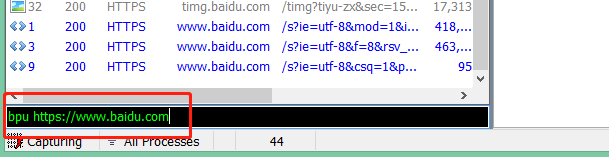 32 200 HTTPS timg.baidu.com /timg?tiyu-zx&sec=15... 17,313
1 200 HTTPS www.baidu.com /s?ie=utf-8&mod=1&i... 418,...
3 200 HTTPS www.baidu.com /s?ie=utf-8&f=8&rsv_... 463,...
9 200 HTTPS www.baidu.com /s?ie=utf-8&csq=1&p... 95
bpu https://www.baidu.com
Capturing All Processes 44